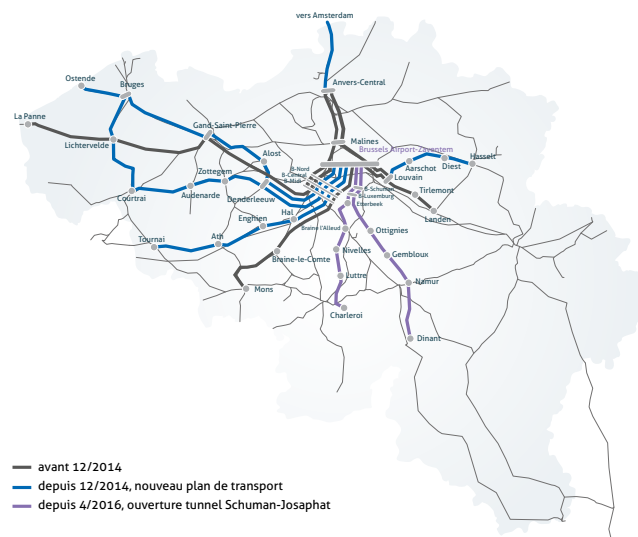 vers Amsterdam
Anvers-Central
Ostende
Bruges
La Panne
Gand-Saint-Pierre
Malines
Lichtervelde
Brussels Airport-Zaventem
Alost
Hasselt
Diest
Aarschot
B-Nord
B-Central
B-Midi
Louvain
Zottegem
B-Schuman
B-Luxemburg
Etterbeek
Tirlemont
Courtrai
Audenarde
Denderleeuw
Landen
Enghien
Hal
Braine l'Alleud
Ottignies
Tournai
Ath
Nivelles
Gembloux
Braine-le-Comte
Luttre
Namur
Mons
Charleroi
Dinant
avant 12/2014
depuis 12/2014, nouveau plan de transport
depuis 4/2016, ouverture tunnel Schuman-Josaphat